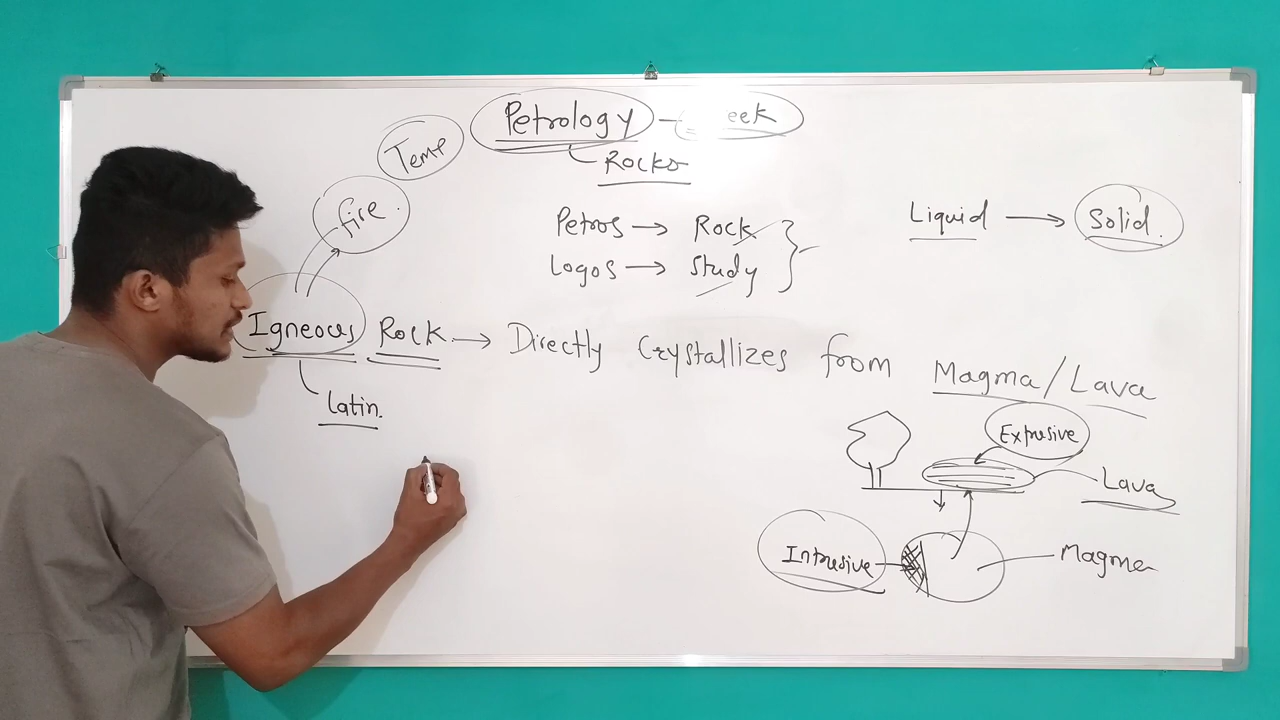 Petrology — eek
Rocks
Temp
fire.
Petros → Rock
Logos → Study
Liquid → Solid.
Igneous Rock → Directly Crystallizes from Magma/Lava
Latin.
Extrusive
Lava
Intrusive
Magma